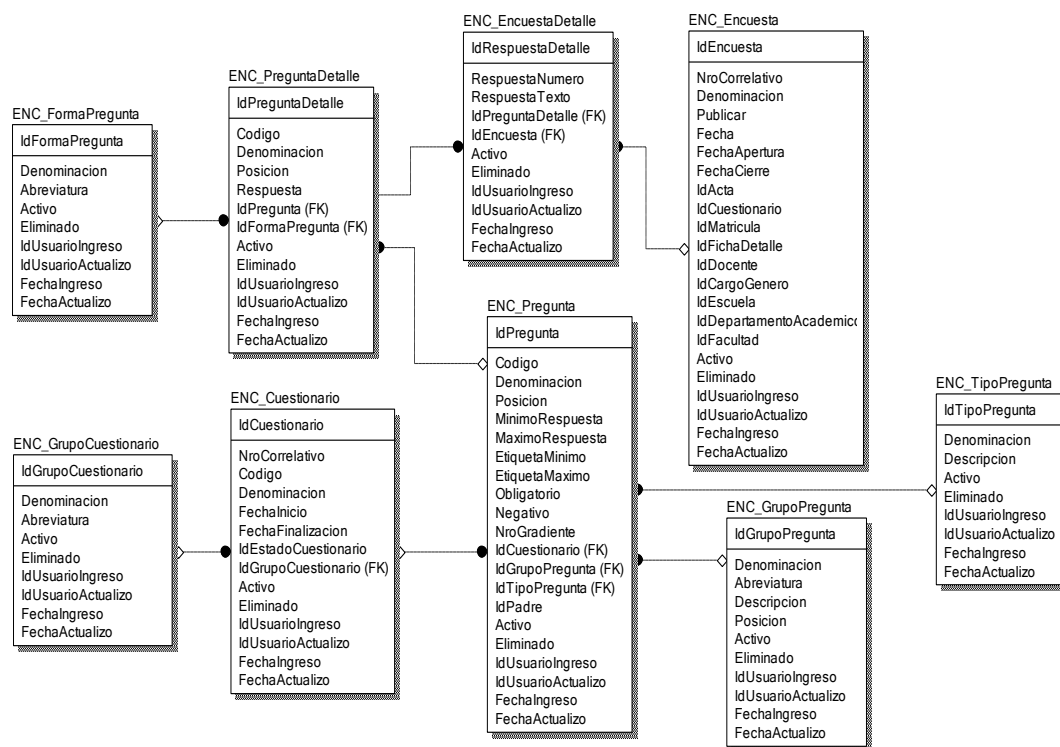 ENC_FormaPregunta
IdFormaPregunta
Denominacion
Abreviatura
Activo
Eliminado
IdUsuarioIngreso
IdUsuarioActualizo
FechaIngreso
FechaActualizo
ENC_PreguntaDetalle
IdPreguntaDetalle
Codigo
Denominacion
Posicion
Respuesta
IdPregunta (FK)
IdFormaPregunta (FK)
Activo
Eliminado
IdUsuarioIngreso
IdUsuarioActualizo
FechaIngreso
FechaActualizo
ENC_EncuestaDetalle
IdRespuestaDetalle
RespuestaNumero
RespuestaTexto
IdPreguntaDetalle (FK)
IdEncuesta (FK)
Activo
Eliminado
IdUsuarioIngreso
IdUsuarioActualizo
FechaIngreso
FechaActualizo
ENC_Encuesta
IdEncuesta
NroCorrelativo
Denominacion
Publicar
Fecha
FechaApertura
FechaCierre
IdActa
IdCuestionario
IdMatricula
IdFichaDetalle
IdDocente
IdCargoGenero
IdEscuela
IdDepartamentoAcademico
IdFacultad
Activo
Eliminado
IdUsuarioIngreso
IdUsuarioActualizo
FechaIngreso
FechaActualizo
ENC_GrupoCuestionario
IdGrupoCuestionario
Denominacion
Abreviatura
Activo
Eliminado
IdUsuarioIngreso
IdUsuarioActualizo
FechaIngreso
FechaActualizo
ENC_Cuestionario
IdCuestionario
NroCorrelativo
Codigo
Denominacion
FechaInicio
FechaFinalizacion
IdEstadoCuestionario
IdGrupoCuestionario (FK)
Activo
Eliminado
IdUsuarioIngreso
IdUsuarioActualizo
FechaIngreso
FechaActualizo
ENC_Pregunta
IdPregunta
Codigo
Denominacion
Posicion
MinimoRespuesta
MaximoRespuesta
EtiquetaMinimo
EtiquetaMaximo
Obligatorio
Negativo
NroGradiente
IdCuestionario (FK)
IdGrupoPregunta (FK)
IdTipoPregunta (FK)
IdPadre
Activo
Eliminado
IdUsuarioIngreso
IdUsuarioActualizo
FechaIngreso
FechaActualizo
ENC_GrupoPregunta
IdGrupoPregunta
Denominacion
Abreviatura
Descripcion
Posicion
Activo
Eliminado
IdUsuarioIngreso
IdUsuarioActualizo
FechaIngreso
FechaActualizo
ENC_TipoPregunta
IdTipoPregunta
Denominacion
Descripcion
Activo
Eliminado
IdUsuarioIngreso
IdUsuarioActualizo
FechaIngreso
FechaActualizo